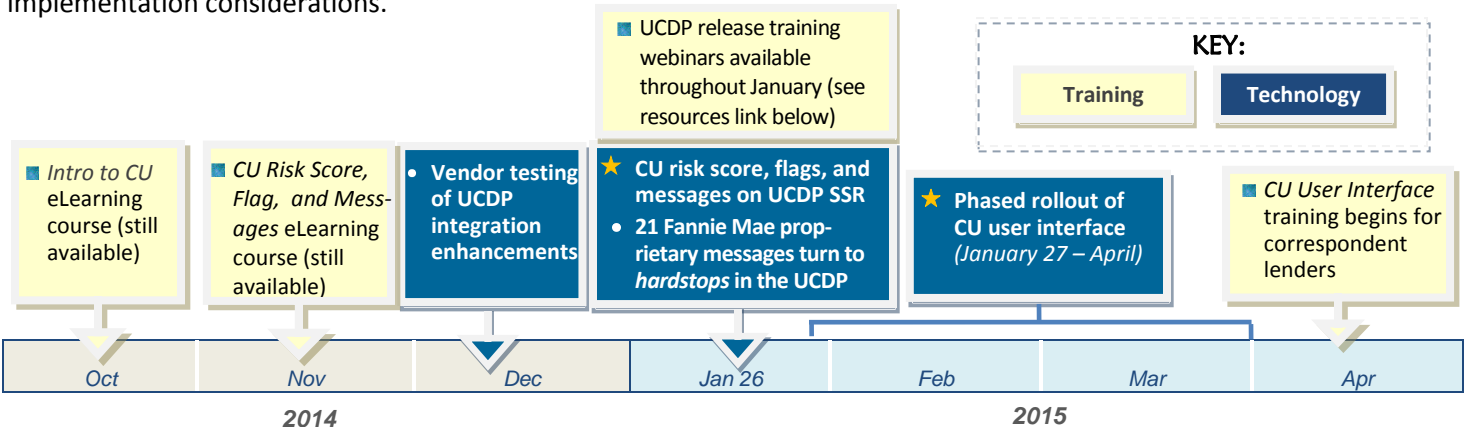 implementation considerations.
UCDP release training
webinars available
throughout January (see
resources link below)
KEY:
Training
Technology
Intro to CU
eLearning
course (still
available)
CU Risk Score,
Flag, and Mess-
ages eLearning
course (still
available)
• Vendor testing
of UCDP
integration
enhancements
CU risk score, flags, and
messages on UCDP SSR
• 21 Fannie Mae prop-
rietary messages turn to
hardstops in the UCDP
Phased rollout of
CU user interface
(January 27 – April)
CU User Interface
training begins for
correspondent
lenders
Oct
Nov
Dec
Jan 26
Feb
Mar
Apr
2014
2015